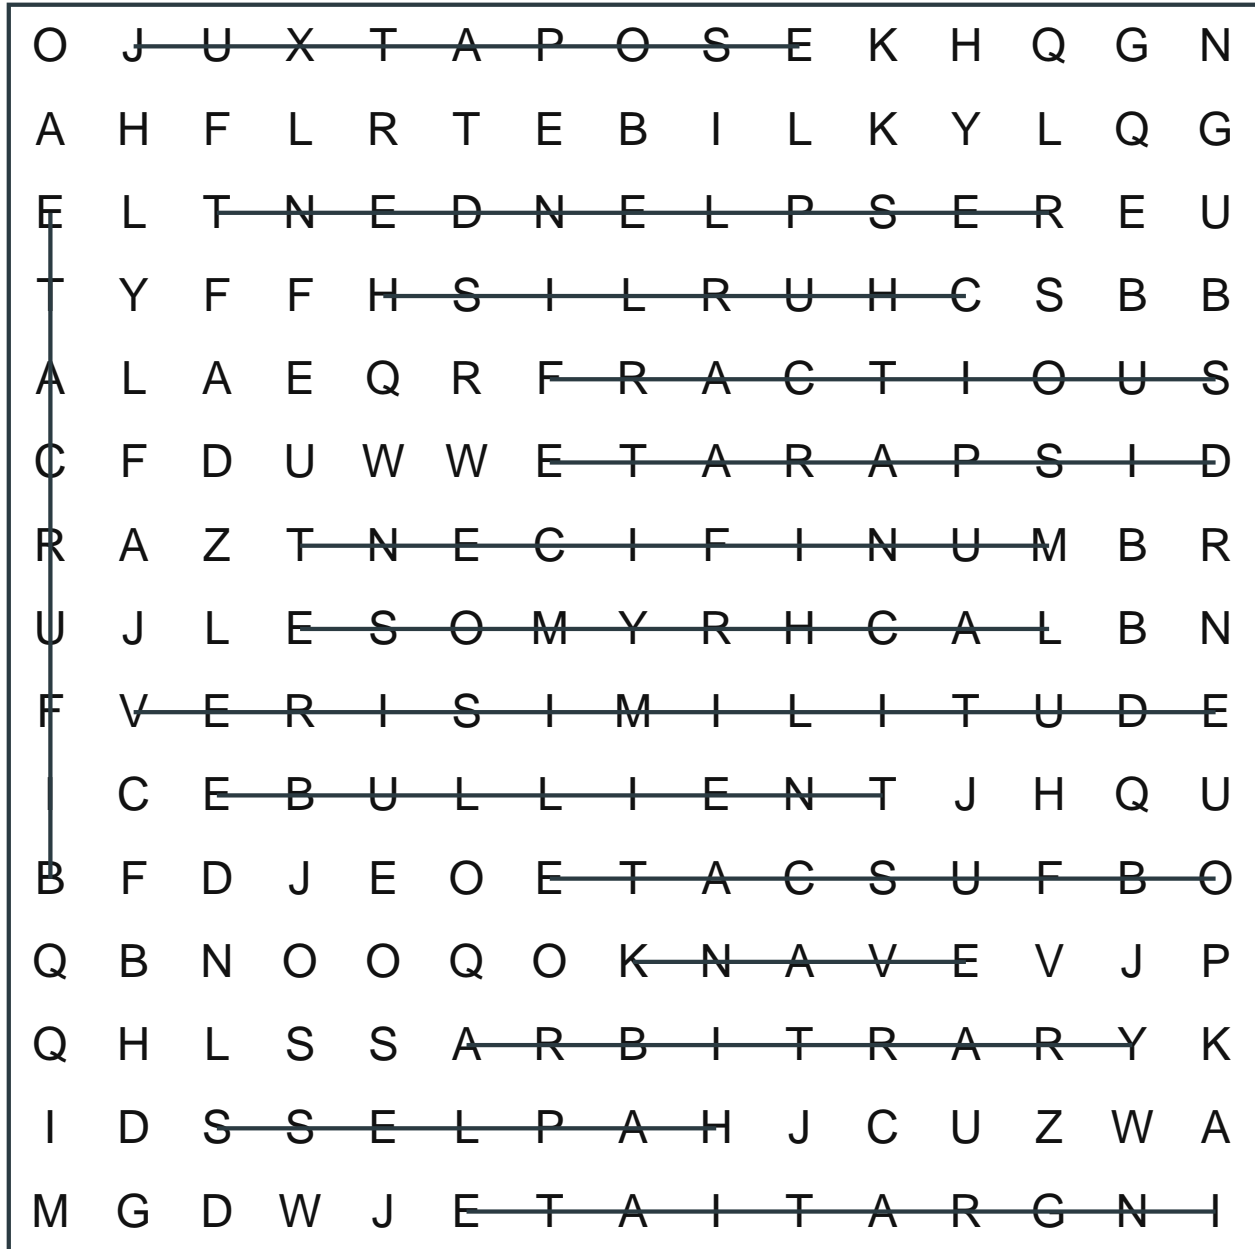 O J U X T A P O S E K H Q G N
A H F L R T E B I L K Y L Q G
E L T N E D N E L P S E R E U
T Y F F H S I L R U H C S B B
A L A E Q R F R A C T I O U S
C F D U W W E T A R A P S I D
R A Z T N E C I F I N U M B R
U J L E S O M Y R H C A L B N
F V E R I S I M I L I T U D E
I C E B U L L I E N T J H Q U
B F D J E O E T A C S U F B O
Q B N O O Q O K N A V E V J P
Q H L S S A R B I T R A R Y K
I D S S E L P A H J C U Z W A
M G D W J E T A I T A R G N I